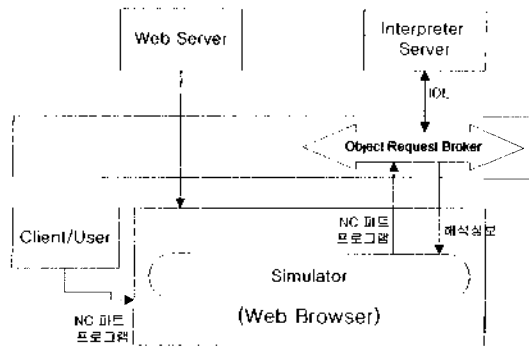 Web Server
Interpreter
Server
IDL
Object Request Broker
Client/User
NC 파트
프로그램
해석정보
Simulator
(Web Browser)
NC 파트
프로그램